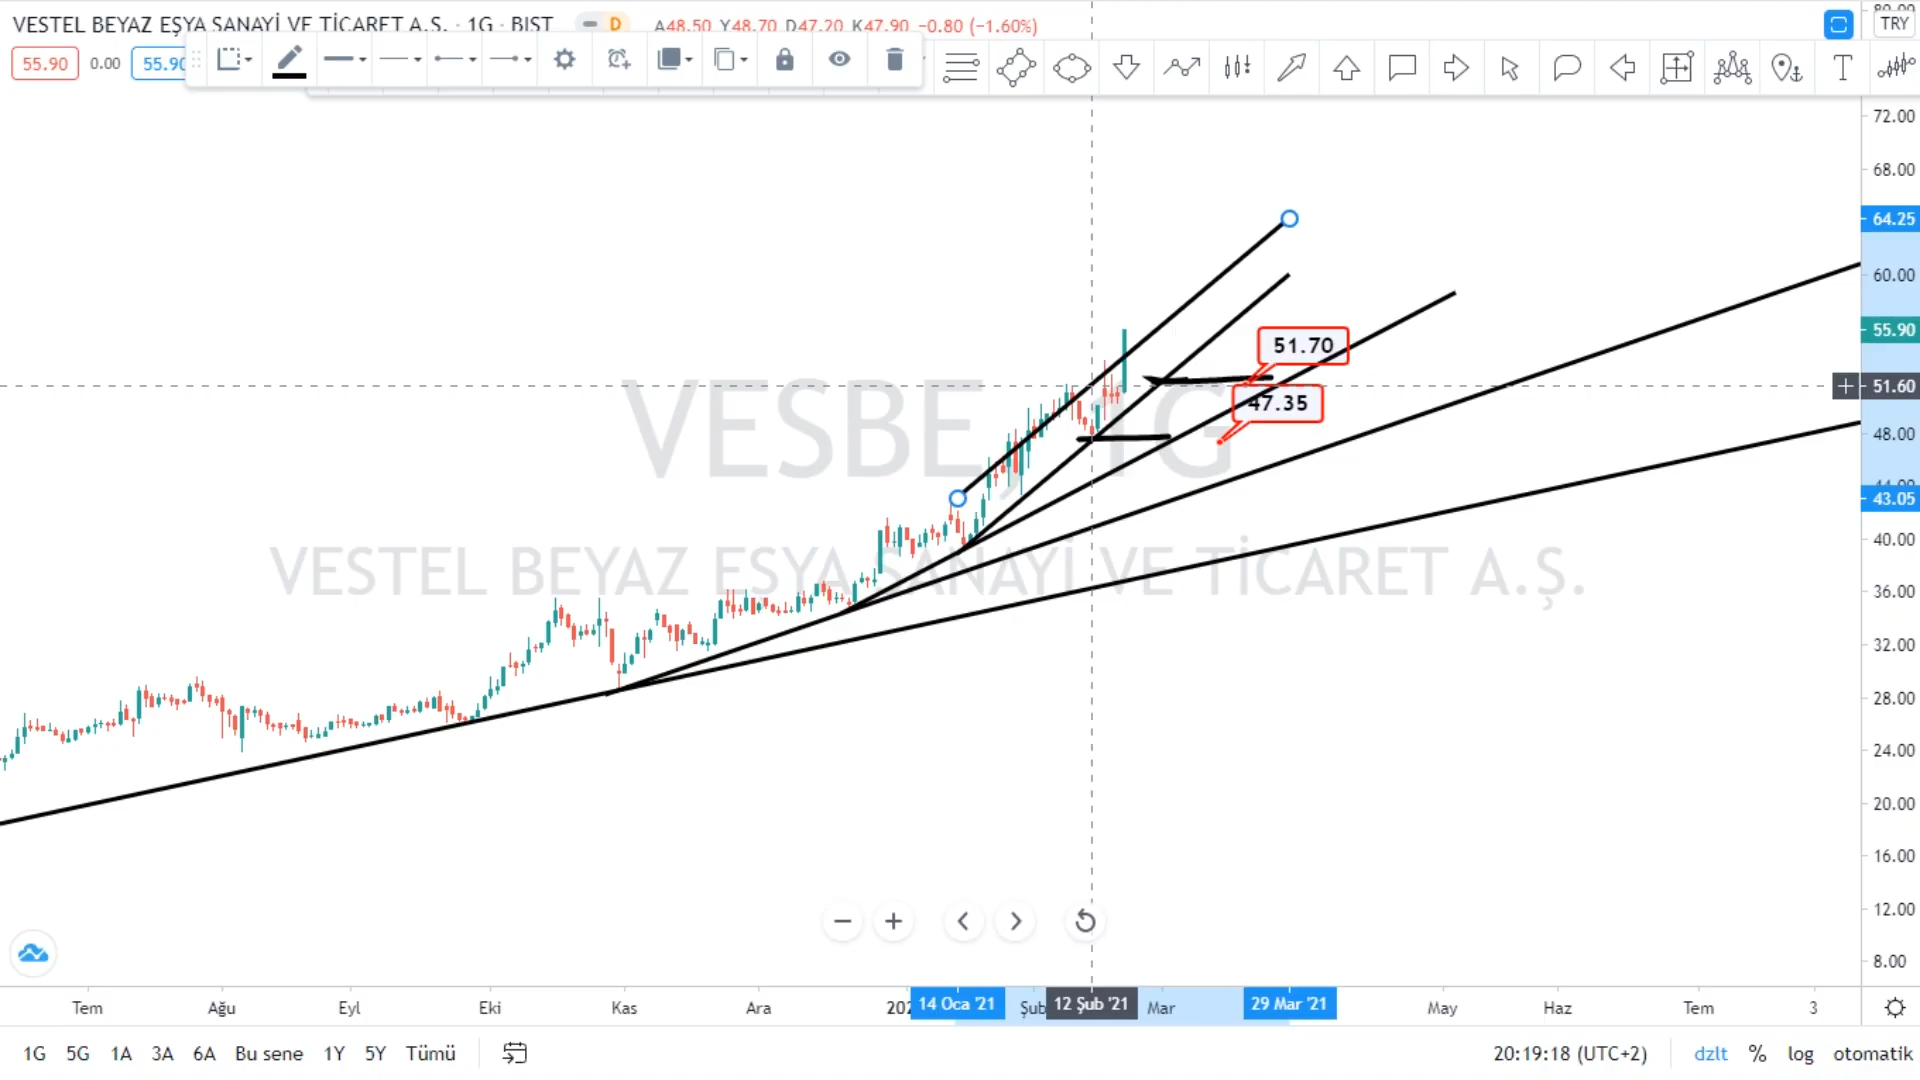 VESTEL BEYAZ EŞYA SANAYİ VE TİCARET A.Ş. · 1G · BIST D A48.50 Y48.70 D47.20 K47.90 −0.80 (−1.60%)
TRY
55.90 0.00 55.90
T
72.00
68.00
64.25
60.00
55.90
51.70
51.60
47.35
48.00
43.05
40.00
36.00
32.00
28.00
24.00
20.00
16.00
12.00
8.00
VESBE, 1G
VESTEL BEYAZ EŞYA SANAYİ VE TİCARET A.Ş.
Tem Ağu Eyl Eki Kas Ara 14 Oca '21 12 Şub '21 Mar 29 Mar '21 May Haz Tem 3
1G 5G 1A 3A 6A Bu sene 1Y 5Y Tümü 20:19:18 (UTC+2) dzlt % log otomatik